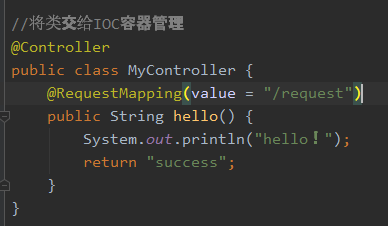 //将类交给IOC容器管理
@Controller
public class MyController {
    @RequestMapping(value = "/request")
    public String hello() {
        System.out.println("hello！");
        return "success";
    }
}